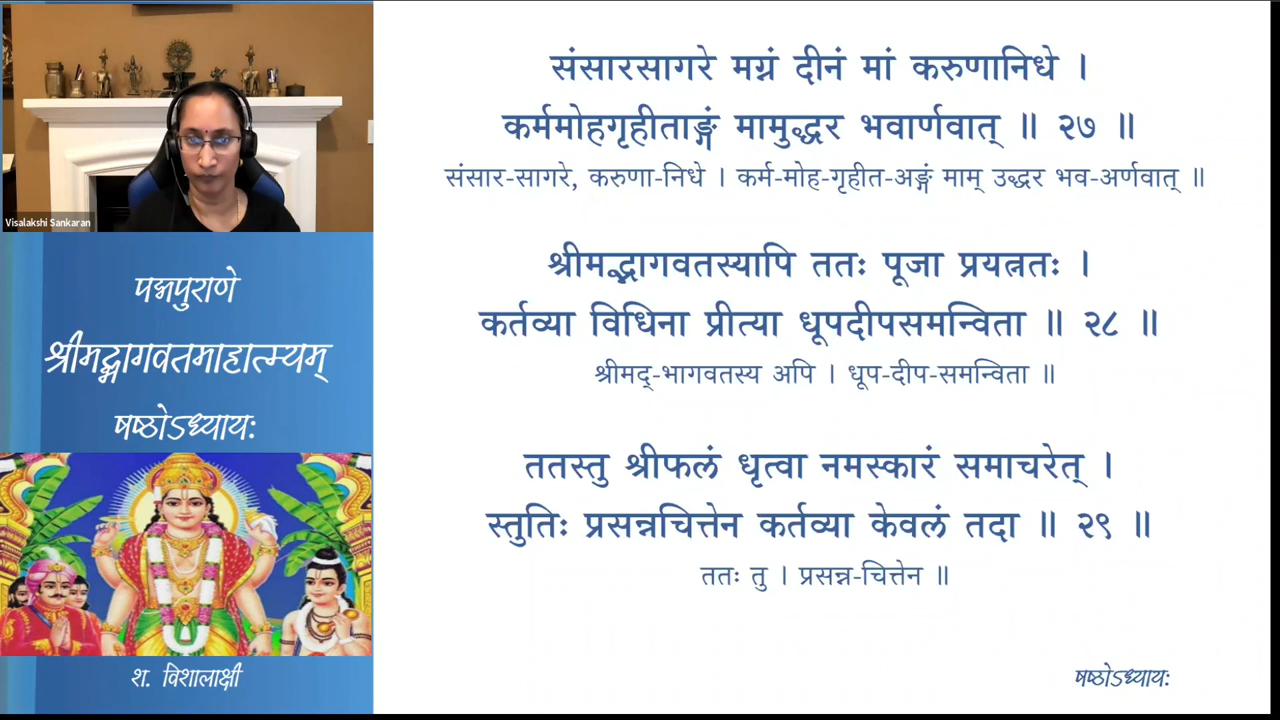 Visalakshi Sankaran
पद्मपुराणे
श्रीमद्भागवतमाहात्म्यम्
षष्ठोऽध्यायः
श. विशालाक्षी
संसारसागरे मग्नं दीनं मां करुणानिधे ।
कर्ममोहगृहीताङ्गं मामुद्धर भवार्णवात् ॥ २७ ॥
संसार-सागरे, करुणा-निधे । कर्म-मोह-गृहीत-अङ्गं माम् उद्धर भव-अर्णवात् ॥
श्रीमद्भागवतस्यापि ततः पूजा प्रयत्नतः ।
कर्तव्या विधिना प्रीत्या धूपदीपसमन्विता ॥ २८ ॥
श्रीमद्-भागवतस्य अपि । धूप-दीप-समन्विता ॥
ततस्तु श्रीफलं धृत्वा नमस्कारं समाचरेत् ।
स्तुतिः प्रसन्नचित्तेन कर्तव्या केवलं तदा ॥ २९ ॥
ततः तु । प्रसन्न-चित्तेन ॥
षष्ठोऽध्यायः